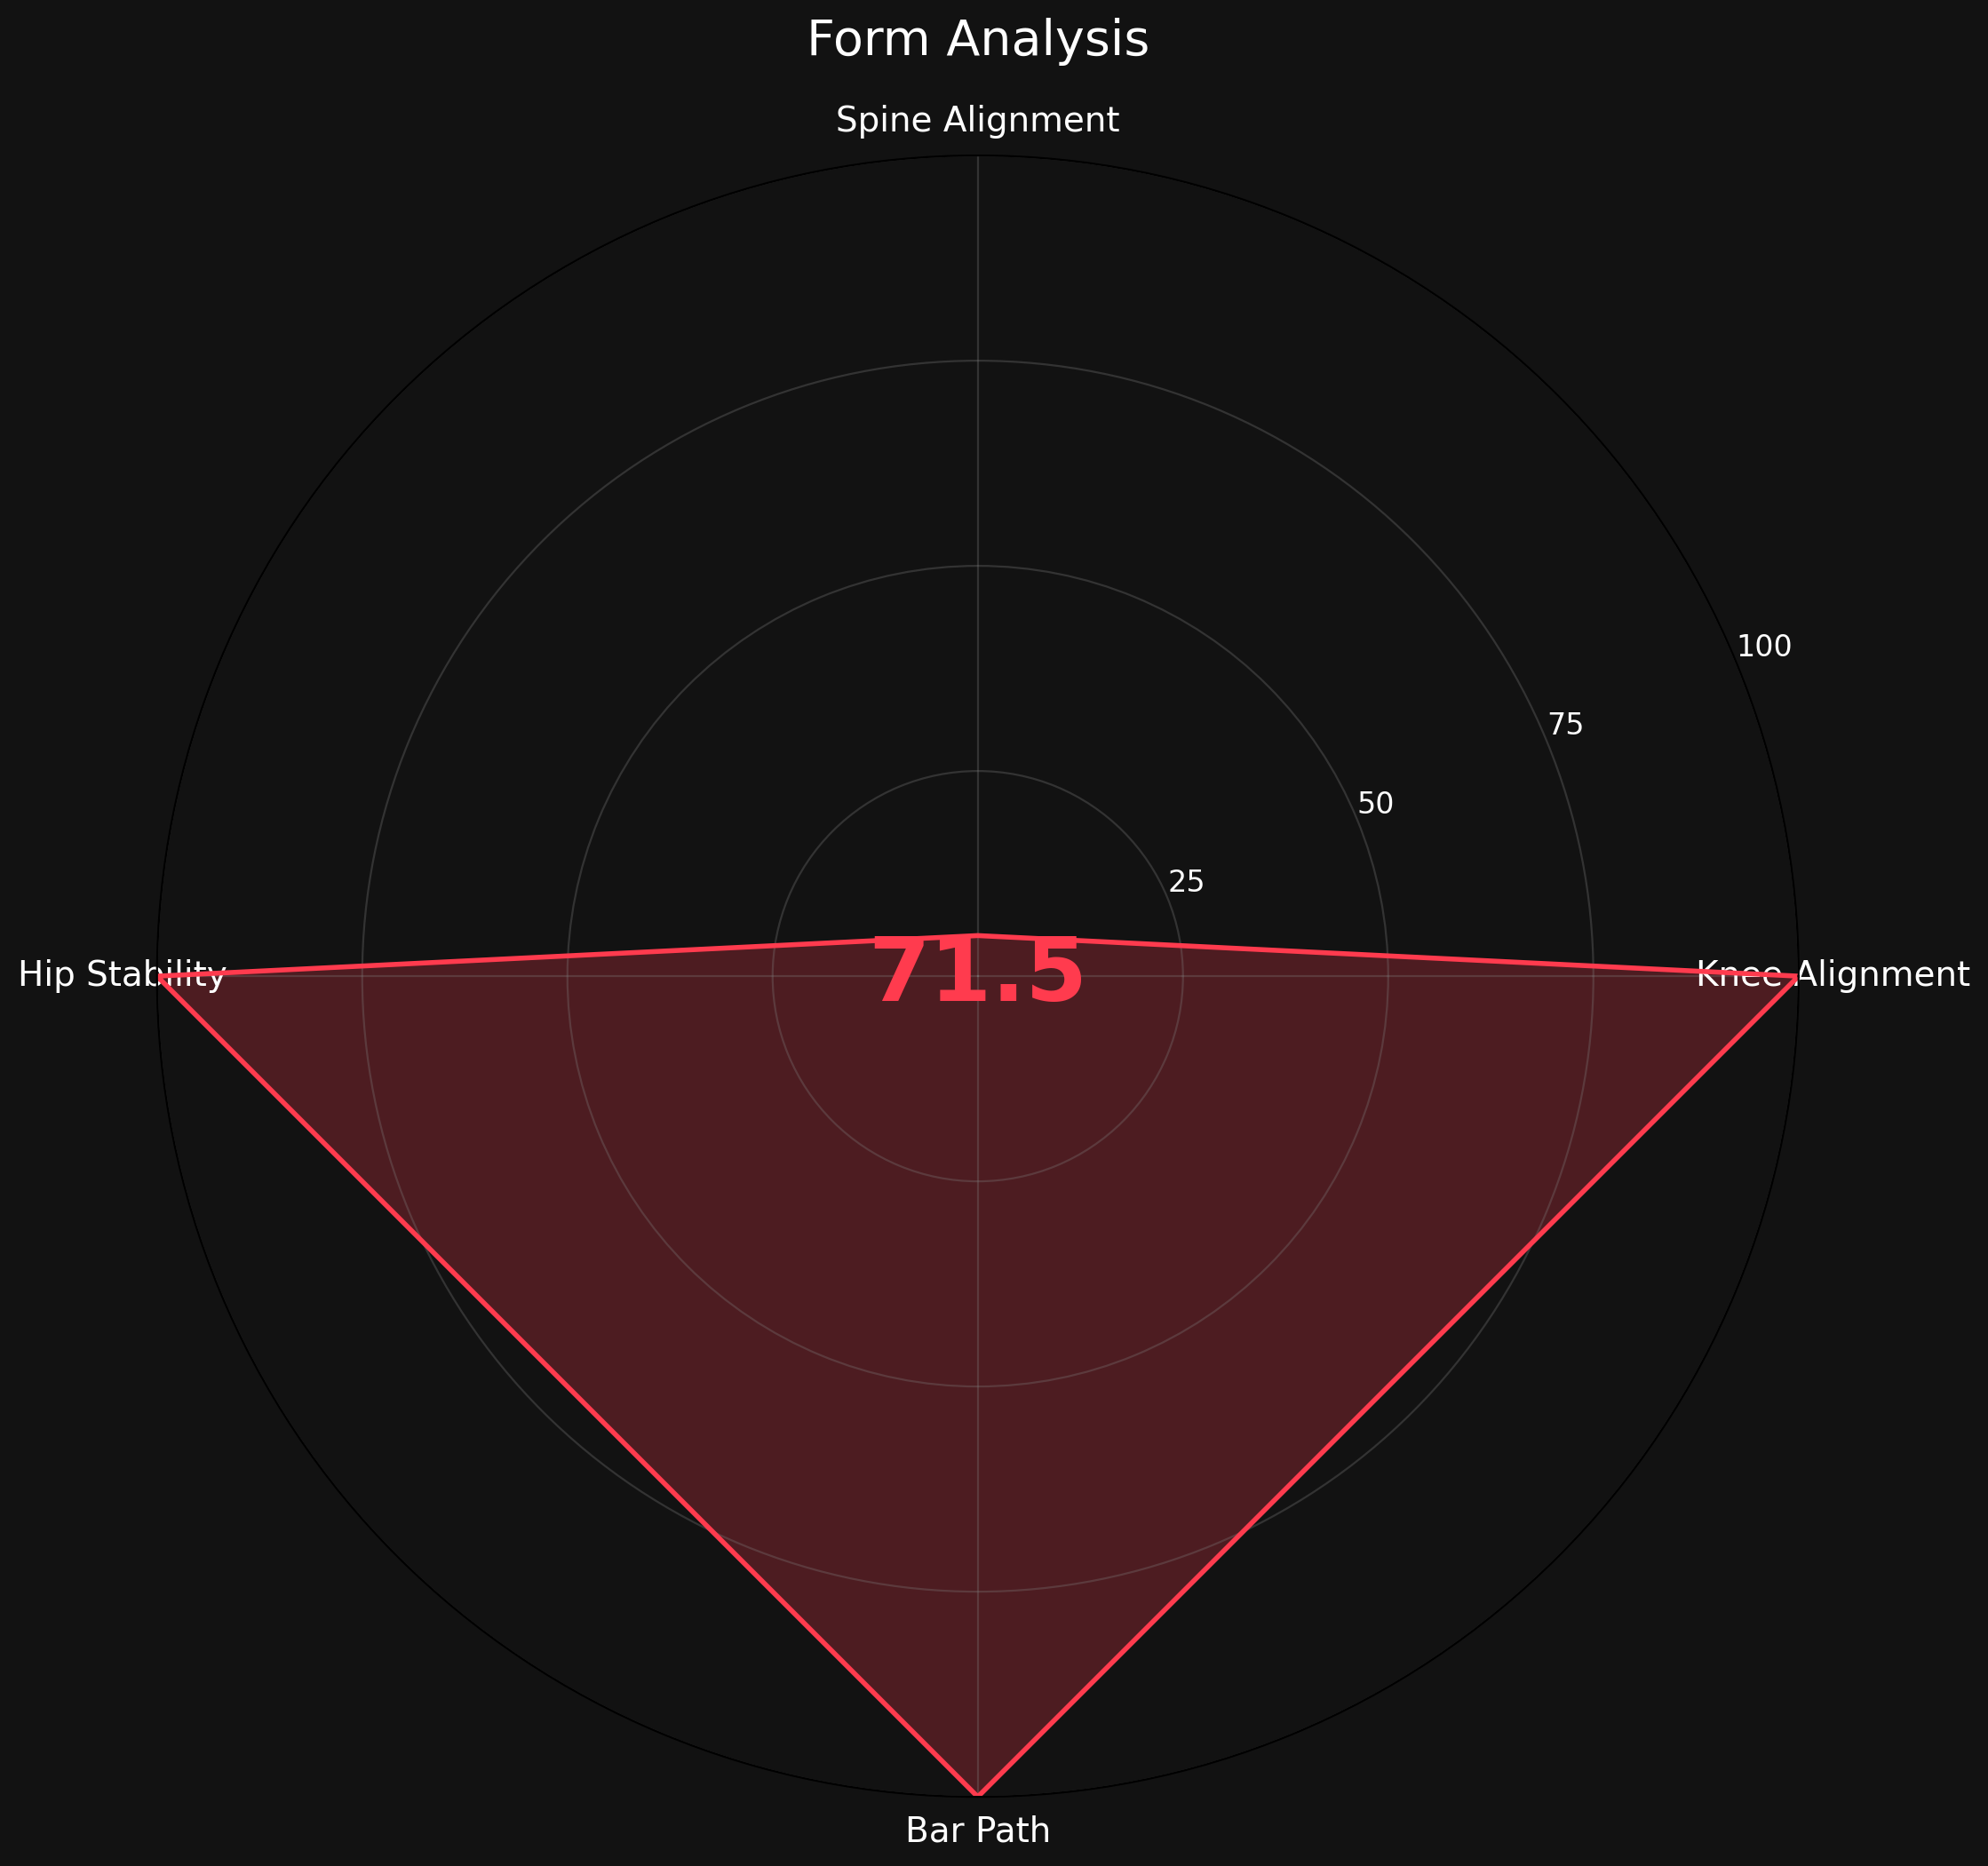 Form Analysis
Spine Alignment
100
75
50
25
71.5
Hip Stability
Knee Alignment
Bar Path